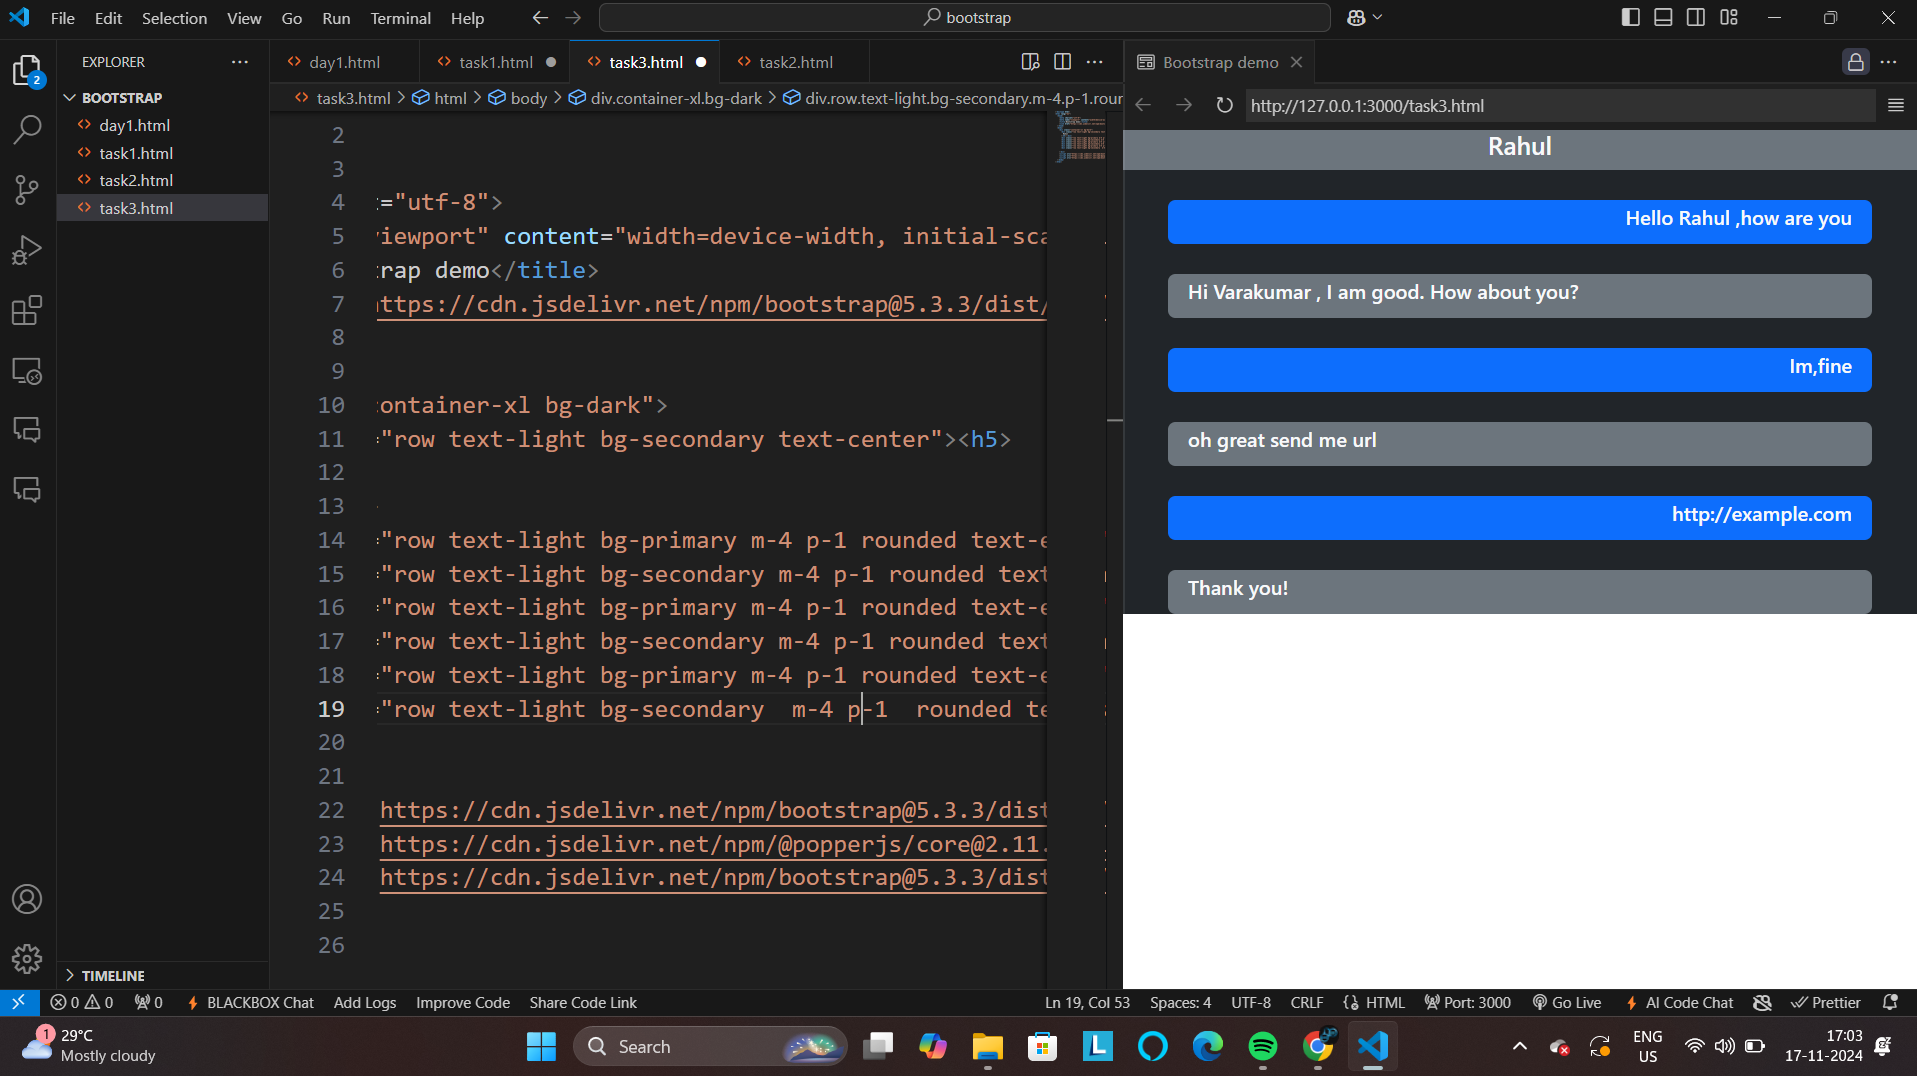 File Edit Selection View Go Run Terminal Help
bootstrap
EXPLORER
2
BOOTSTRAP
day1.html
task1.html
task2.html
task3.html
TIMELINE
day1.html task1.html task3.html task2.html
task3.html > html > body > div.container-xl.bg-dark > div.row.text-light.bg-secondary.m-4.p-1.rour
2
3
4 ="utf-8">
5 viewport" content="width=device-width, initial-sca
6 rap demo</title>
7 ttps://cdn.jsdelivr.net/npm/bootstrap@5.3.3/dist/
8
9
10 ontainer-xl bg-dark">
11 ="row text-light bg-secondary text-center"><h5>
12
13
14 ="row text-light bg-primary m-4 p-1 rounded text-e
15 ="row text-light bg-secondary m-4 p-1 rounded text
16 ="row text-light bg-primary m-4 p-1 rounded text-e
17 ="row text-light bg-secondary m-4 p-1 rounded text
18 ="row text-light bg-primary m-4 p-1 rounded text-e
19 ="row text-light bg-secondary  m-4 p-1  rounded te
20
21
22 https://cdn.jsdelivr.net/npm/bootstrap@5.3.3/dist
23 https://cdn.jsdelivr.net/npm/@popperjs/core@2.11.
24 https://cdn.jsdelivr.net/npm/bootstrap@5.3.3/dist
25
26
Bootstrap demo
http://127.0.0.1:3000/task3.html
Rahul
Hello Rahul ,how are you
Hi Varakumar , I am good. How about you?
Im,fine
oh great send me url
http://example.com
Thank you!
0 0 0 BLACKBOX Chat Add Logs Improve Code Share Code Link Ln 19, Col 53 Spaces: 4 UTF-8 CRLF {} HTML Port: 3000 Go Live AI Code Chat Prettier
1
29°C
Mostly cloudy
Search
L
ENG
US
17:03
17-11-2024